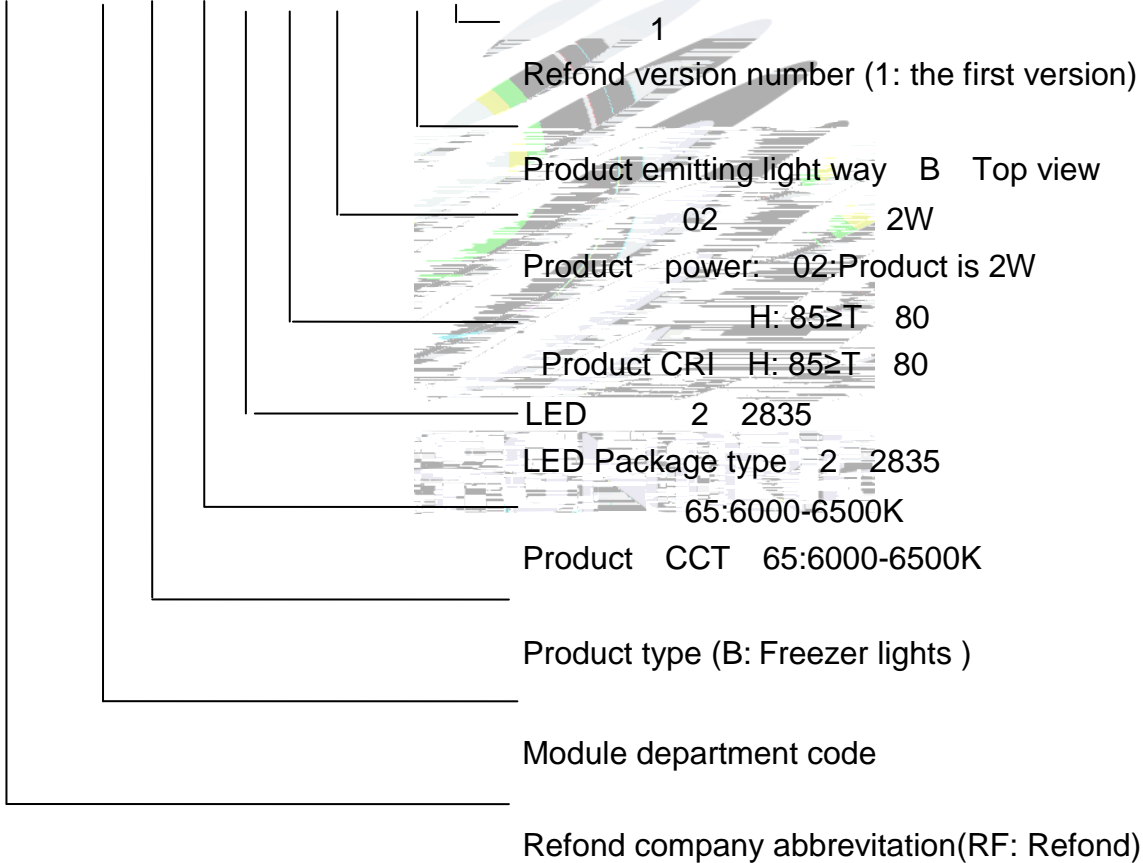 1
Refond version number (1: the first version)
Product emitting light way B Top view
02 2W
Product power: 02:Product is 2W
H: 85≥T 80
Product CRI H: 85≥T 80
LED 2 2835
LED Package type 2 2835
65:6000-6500K
Product CCT 65:6000-6500K
Product type (B: Freezer lights )
Module department code
Refond company abbrevitation(RF: Refond)